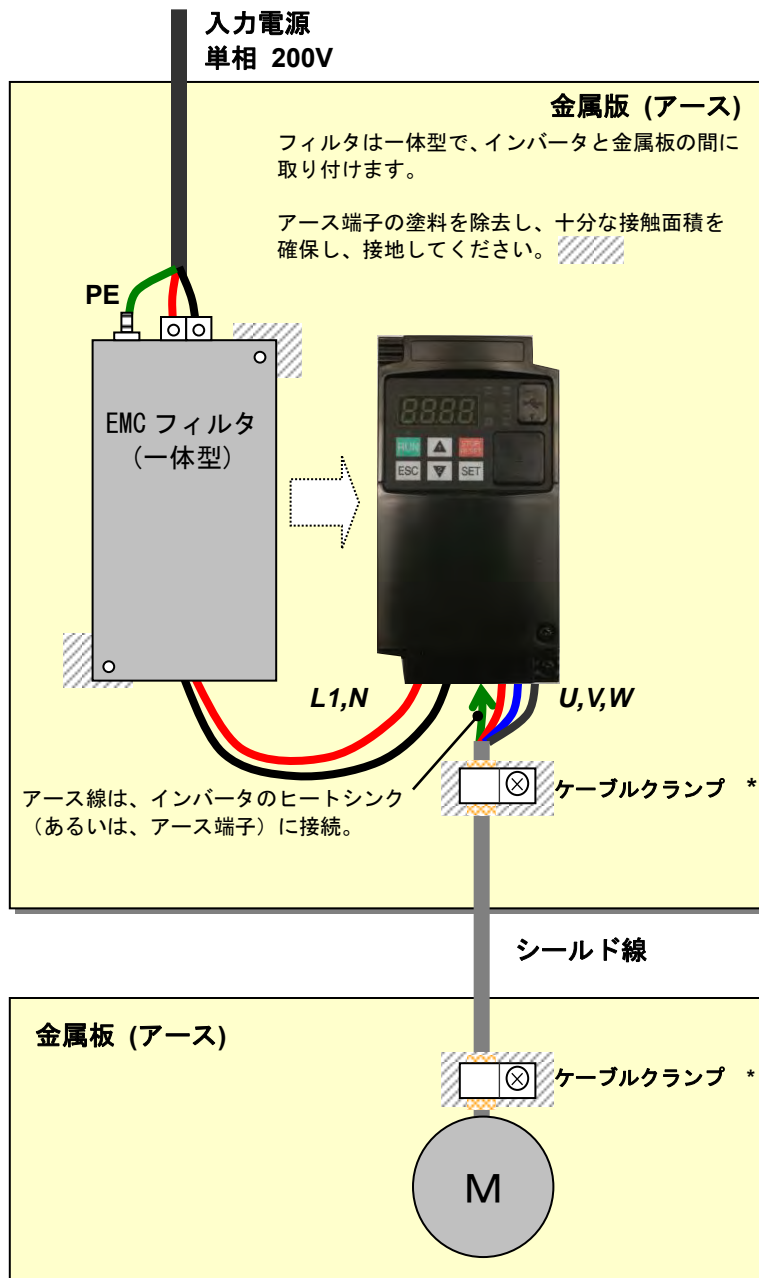 入力電源
単相 200V
金属版 (アース)
フィルタは一体型で、インバータと金属板の間に
取り付けます。
アース端子の塗料を除去し、十分な接触面積を
確保し、接地してください。
PE
EMC フィルタ
(一体型)
8888
RUN
STOP
RESET
ESC
SET
L1,N
U,V,W
ケーブルクランプ *
アース線は、インバータのヒートシンク
(あるいは、アース端子) に接続。
シールド線
金属板 (アース)
ケーブルクランプ *
M